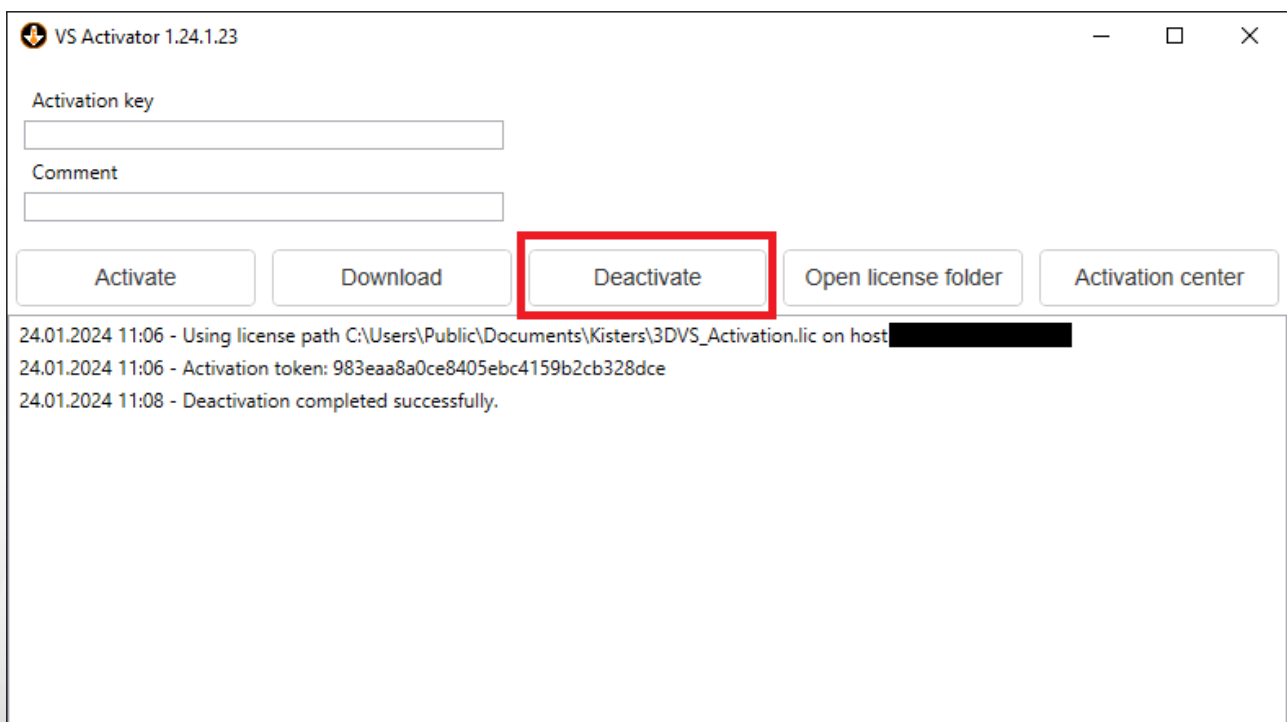 VS Activator 1.24.1.23
Activation key
Comment
Activate Download Deactivate Open license folder Activation center
24.01.2024 11:06 - Using license path C:\Users\Public\Documents\Kisters\3DVS_Activation.lic on host
24.01.2024 11:06 - Activation token: 983eaa8a0ce8405ebc4159b2cb328dce
24.01.2024 11:08 - Deactivation completed successfully.